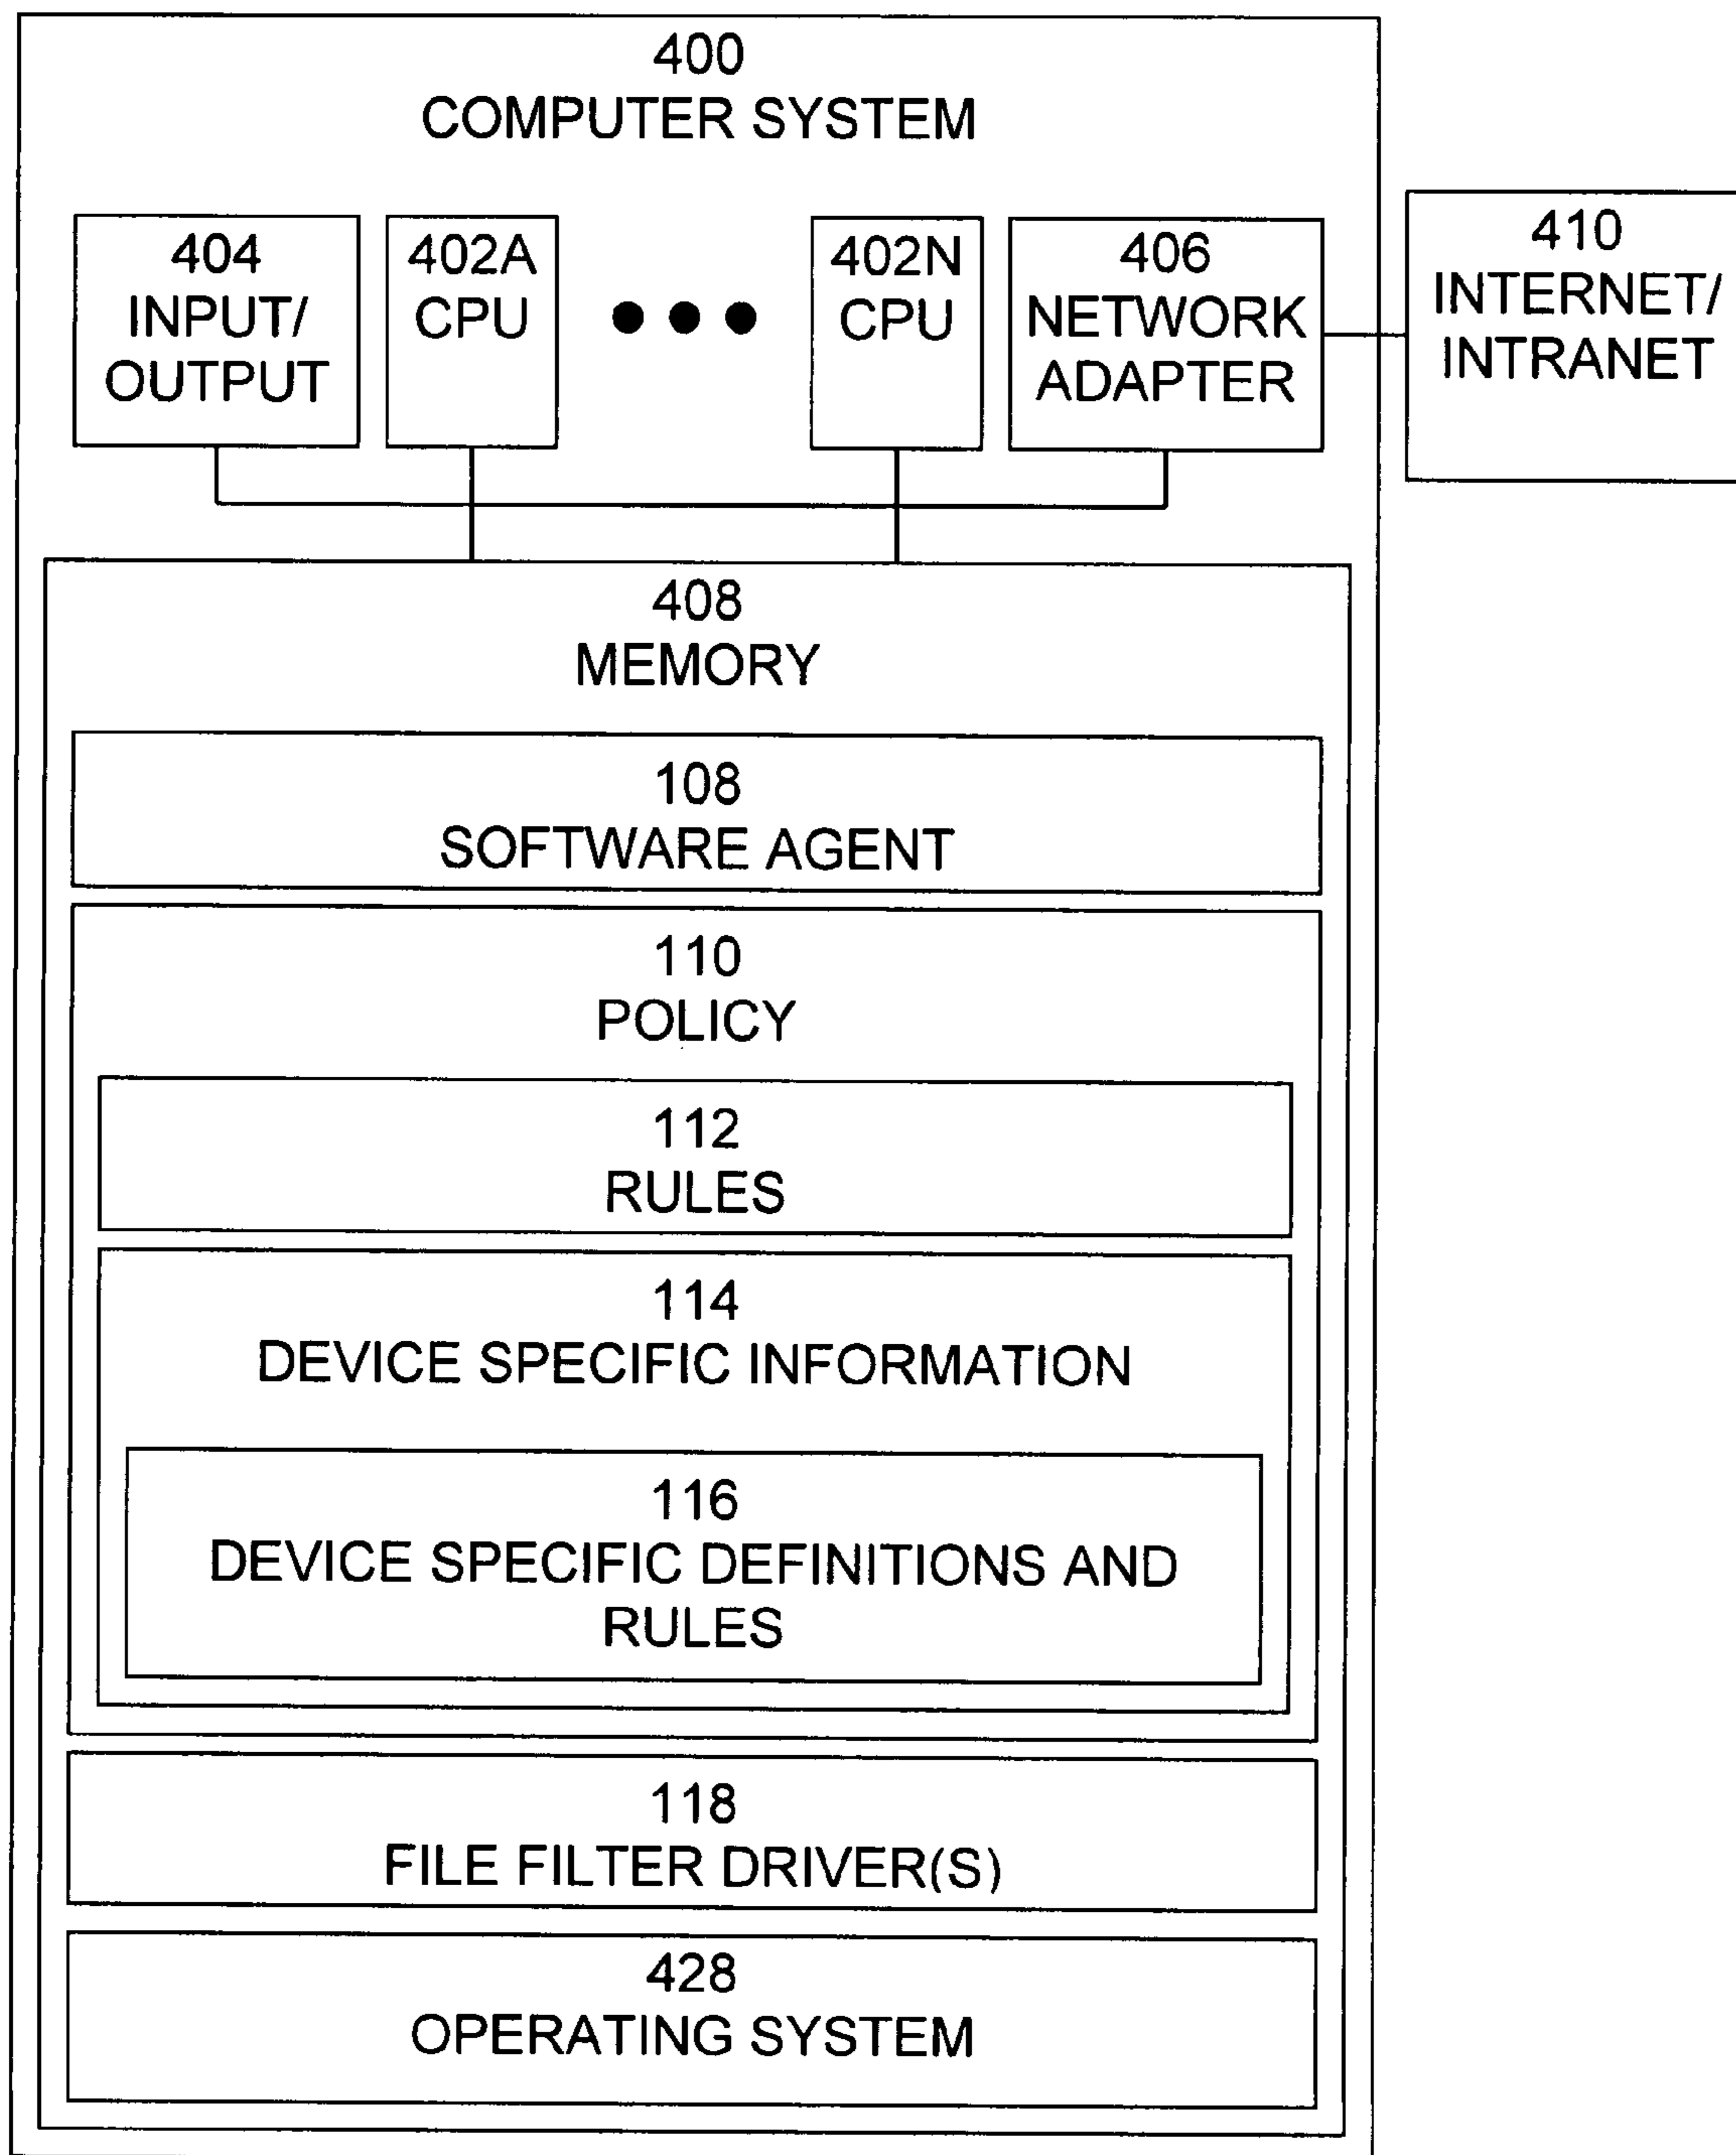 400
COMPUTER SYSTEM
404
INPUT/
OUTPUT
402A
CPU
402N
CPU
406
NETWORK
ADAPTER
410
INTERNET/
INTRANET
408
MEMORY
108
SOFTWARE AGENT
110
POLICY
112
RULES
114
DEVICE SPECIFIC INFORMATION
116
DEVICE SPECIFIC DEFINITIONS AND
RULES
118
FILE FILTER DRIVER(S)
428
OPERATING SYSTEM